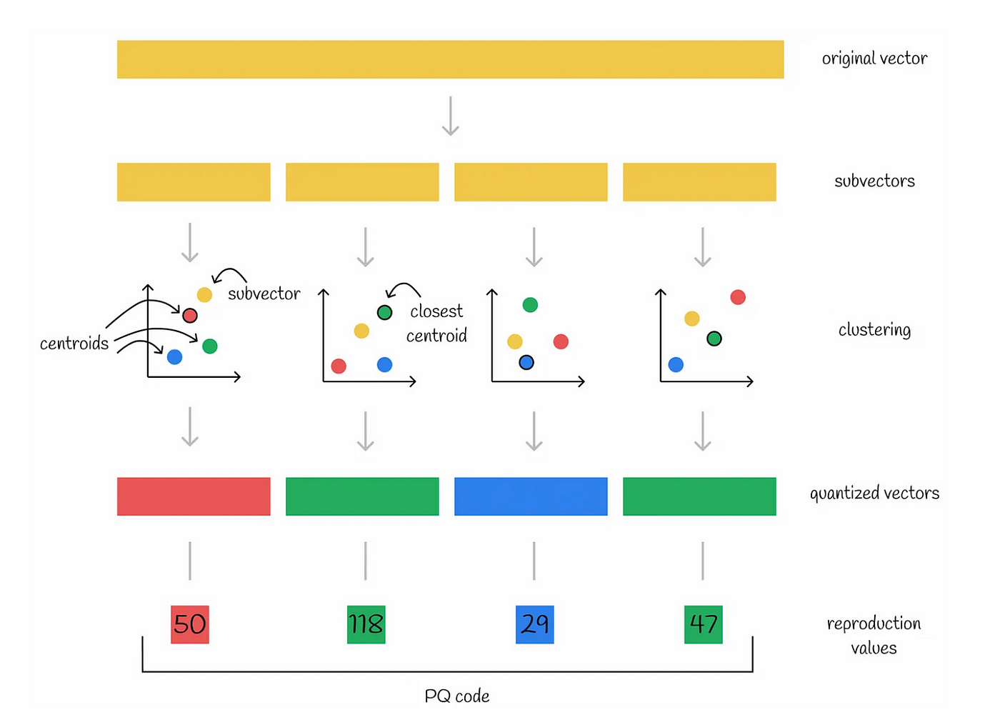 original vector
subvectors
subvector
centroids
closest
centroid
clustering
quantized vectors
50
118
29
47
reproduction
values
PQ code